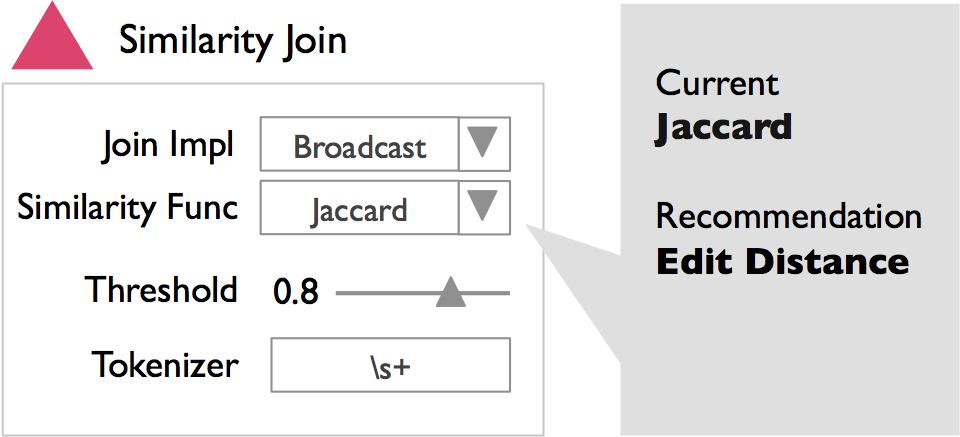 Similarity Join
Join Impl Broadcast
Similarity Func Jaccard
Threshold 0.8
Tokenizer \s+
Current
Jaccard
Recommendation
Edit Distance